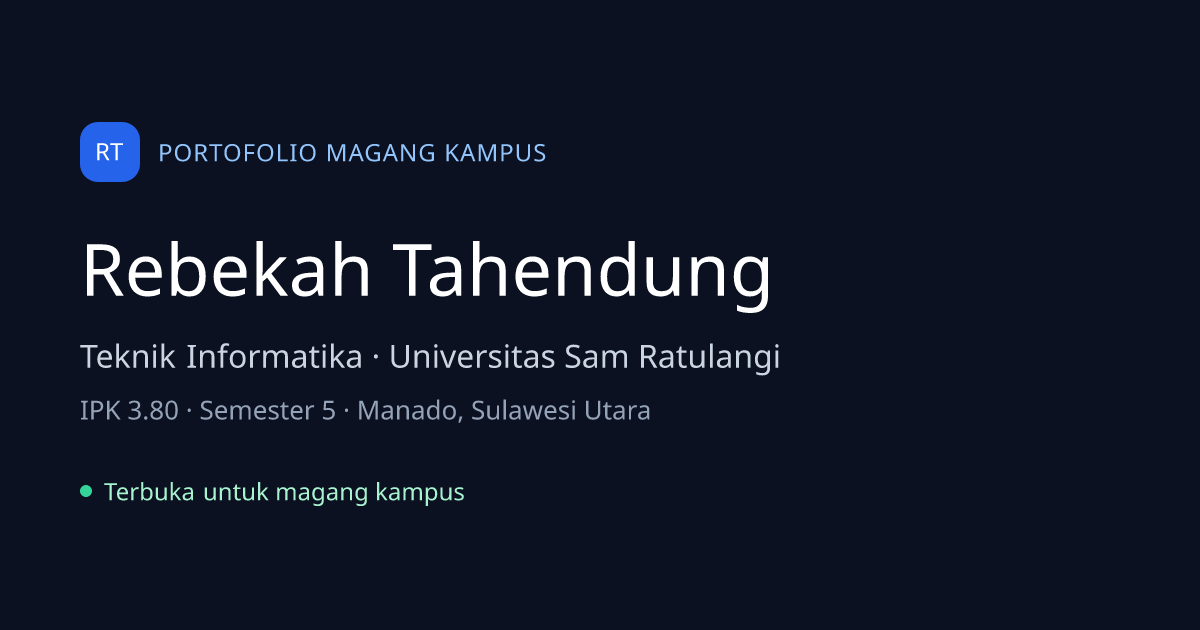 RT
PORTOFOLIO MAGANG KAMPUS
Rebekah Tahendung
Teknik Informatika · Universitas Sam Ratulangi
IPK 3.80 · Semester 5 · Manado, Sulawesi Utara
Terbuka untuk magang kampus